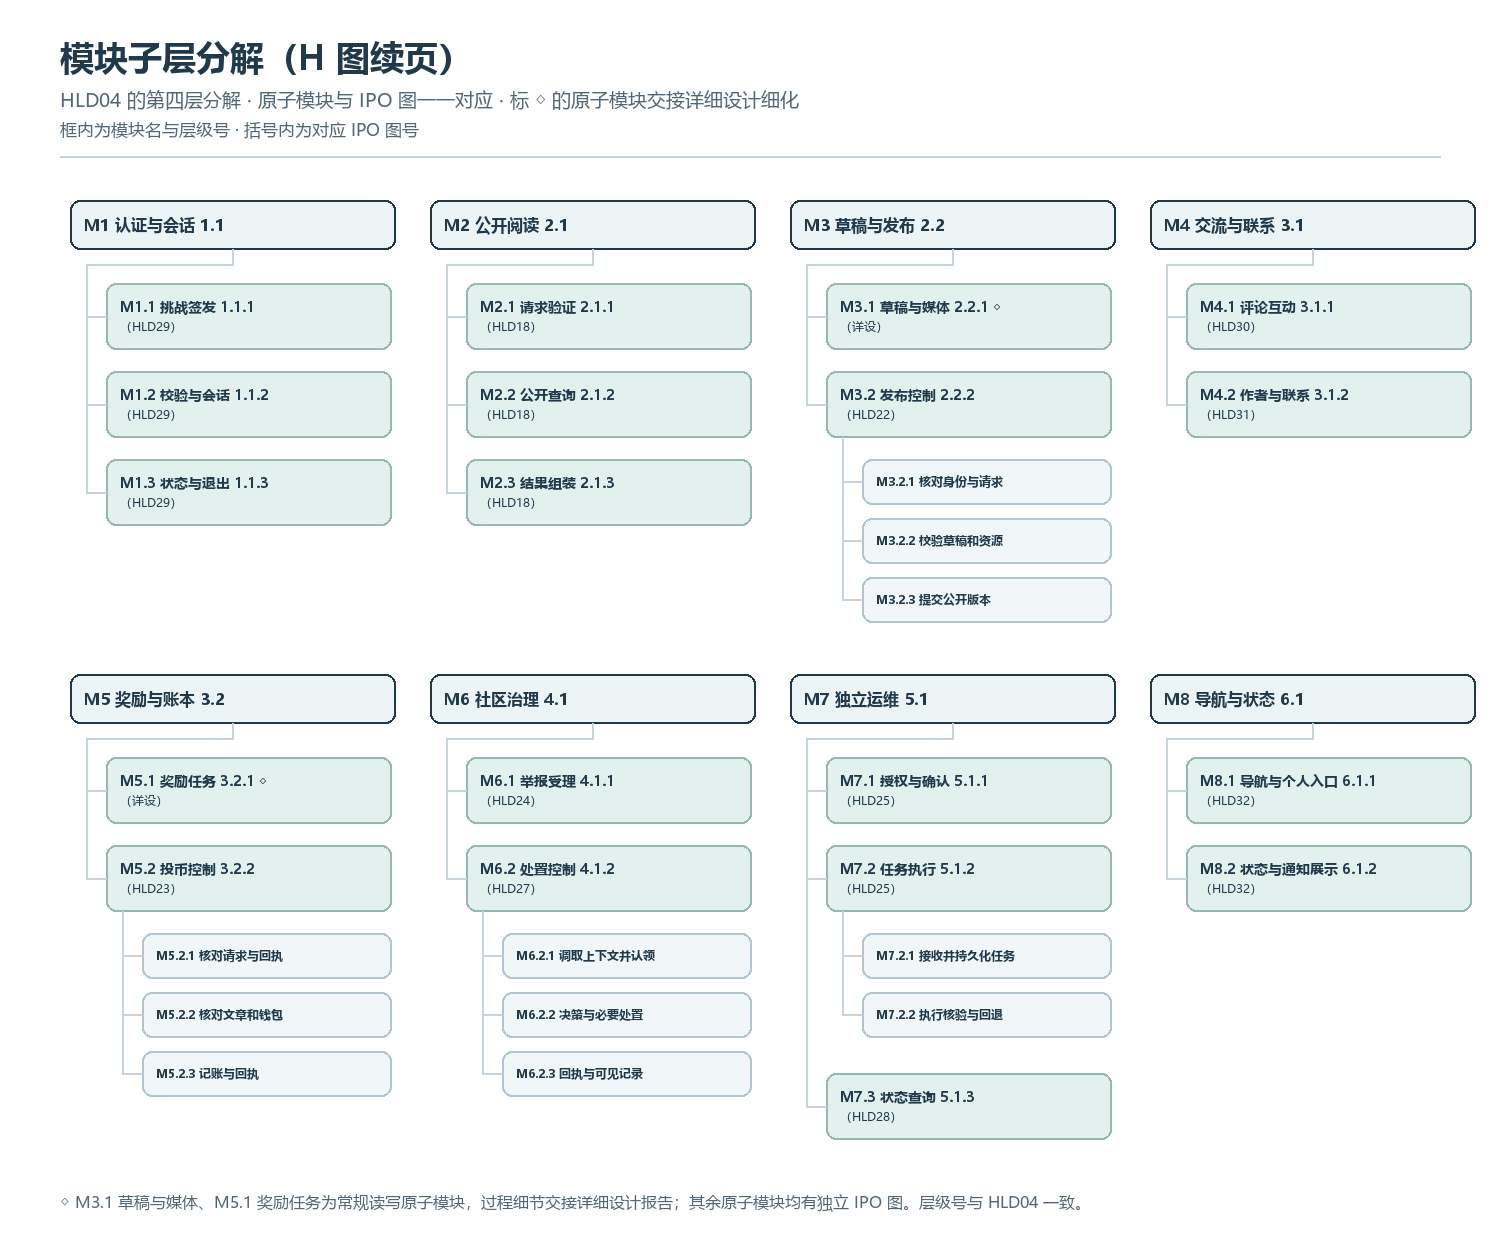 模块子层分解（H 图续页）
HLD04 的第四层分解 · 原子模块与 IPO 图一一对应 · 标 ◇ 的原子模块交接详细设计细化
框内为模块名与层级号 · 括号内为对应 IPO 图号
M1 认证与会话 1.1
M1.1 挑战签发 1.1.1
（HLD29）
M1.2 校验与会话 1.1.2
（HLD29）
M1.3 状态与退出 1.1.3
（HLD29）
M2 公开阅读 2.1
M2.1 请求验证 2.1.1
（HLD18）
M2.2 公开查询 2.1.2
（HLD18）
M2.3 结果组装 2.1.3
（HLD18）
M3 草稿与发布 2.2
M3.1 草稿与媒体 2.2.1 ◇
（详设）
M3.2 发布控制 2.2.2
（HLD22）
M3.2.1 核对身份与请求
M3.2.2 校验草稿和资源
M3.2.3 提交公开版本
M4 交流与联系 3.1
M4.1 评论互动 3.1.1
（HLD30）
M4.2 作者与联系 3.1.2
（HLD31）
M5 奖励与账本 3.2
M5.1 奖励任务 3.2.1 ◇
（详设）
M5.2 投币控制 3.2.2
（HLD23）
M5.2.1 核对请求与回执
M5.2.2 核对文章和钱包
M5.2.3 记账与回执
M6 社区治理 4.1
M6.1 举报受理 4.1.1
（HLD24）
M6.2 处置控制 4.1.2
（HLD27）
M6.2.1 调取上下文并认领
M6.2.2 决策与必要处置
M6.2.3 回执与可见记录
M7 独立运维 5.1
M7.1 授权与确认 5.1.1
（HLD25）
M7.2 任务执行 5.1.2
（HLD25）
M7.2.1 接收并持久化任务
M7.2.2 执行核验与回退
M7.3 状态查询 5.1.3
（HLD28）
M8 导航与状态 6.1
M8.1 导航与个人入口 6.1.1
（HLD32）
M8.2 状态与通知展示 6.1.2
（HLD32）
◇ M3.1 草稿与媒体、M5.1 奖励任务为常规读写原子模块，过程细节交接详细设计报告；其余原子模块均有独立 IPO 图。层级号与 HLD04 一致。